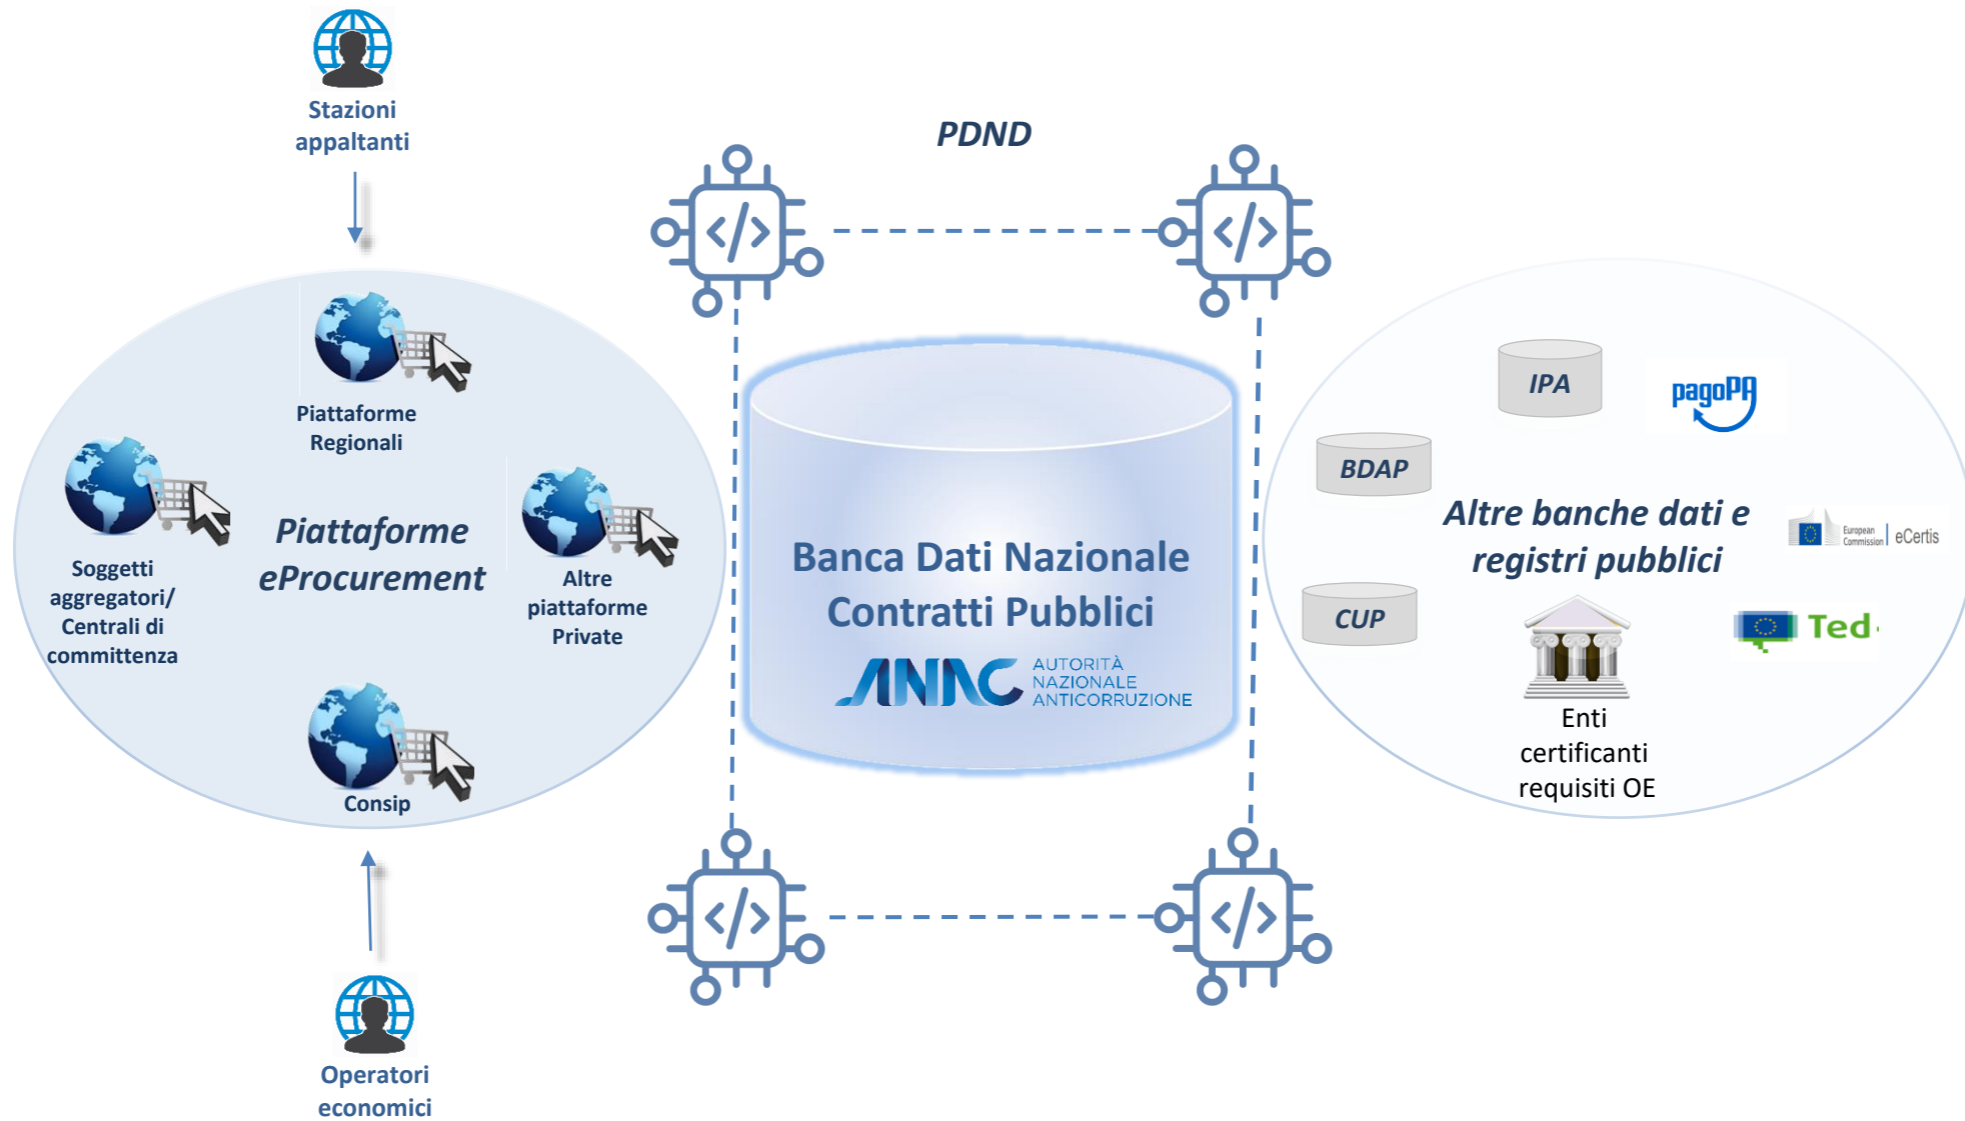 Stazioni
appaltanti
PDND
</>
</>
Piattaforme
Regionali
Piattaforme
eProcurement
Soggetti
aggregatori/
Centrali di
committenza
Altre
piattaforme
Private
Consip
Banca Dati Nazionale
Contratti Pubblici
ANAC
AUTORITÀ
NAZIONALE
ANTICORRUZIONE
IPA
pagoPA
BDAP
Altre banche dati e
registri pubblici
European
Commission
eCertis
CUP
Ted
Enti
certificanti
requisiti OE
</>
</>
Operatori
economici